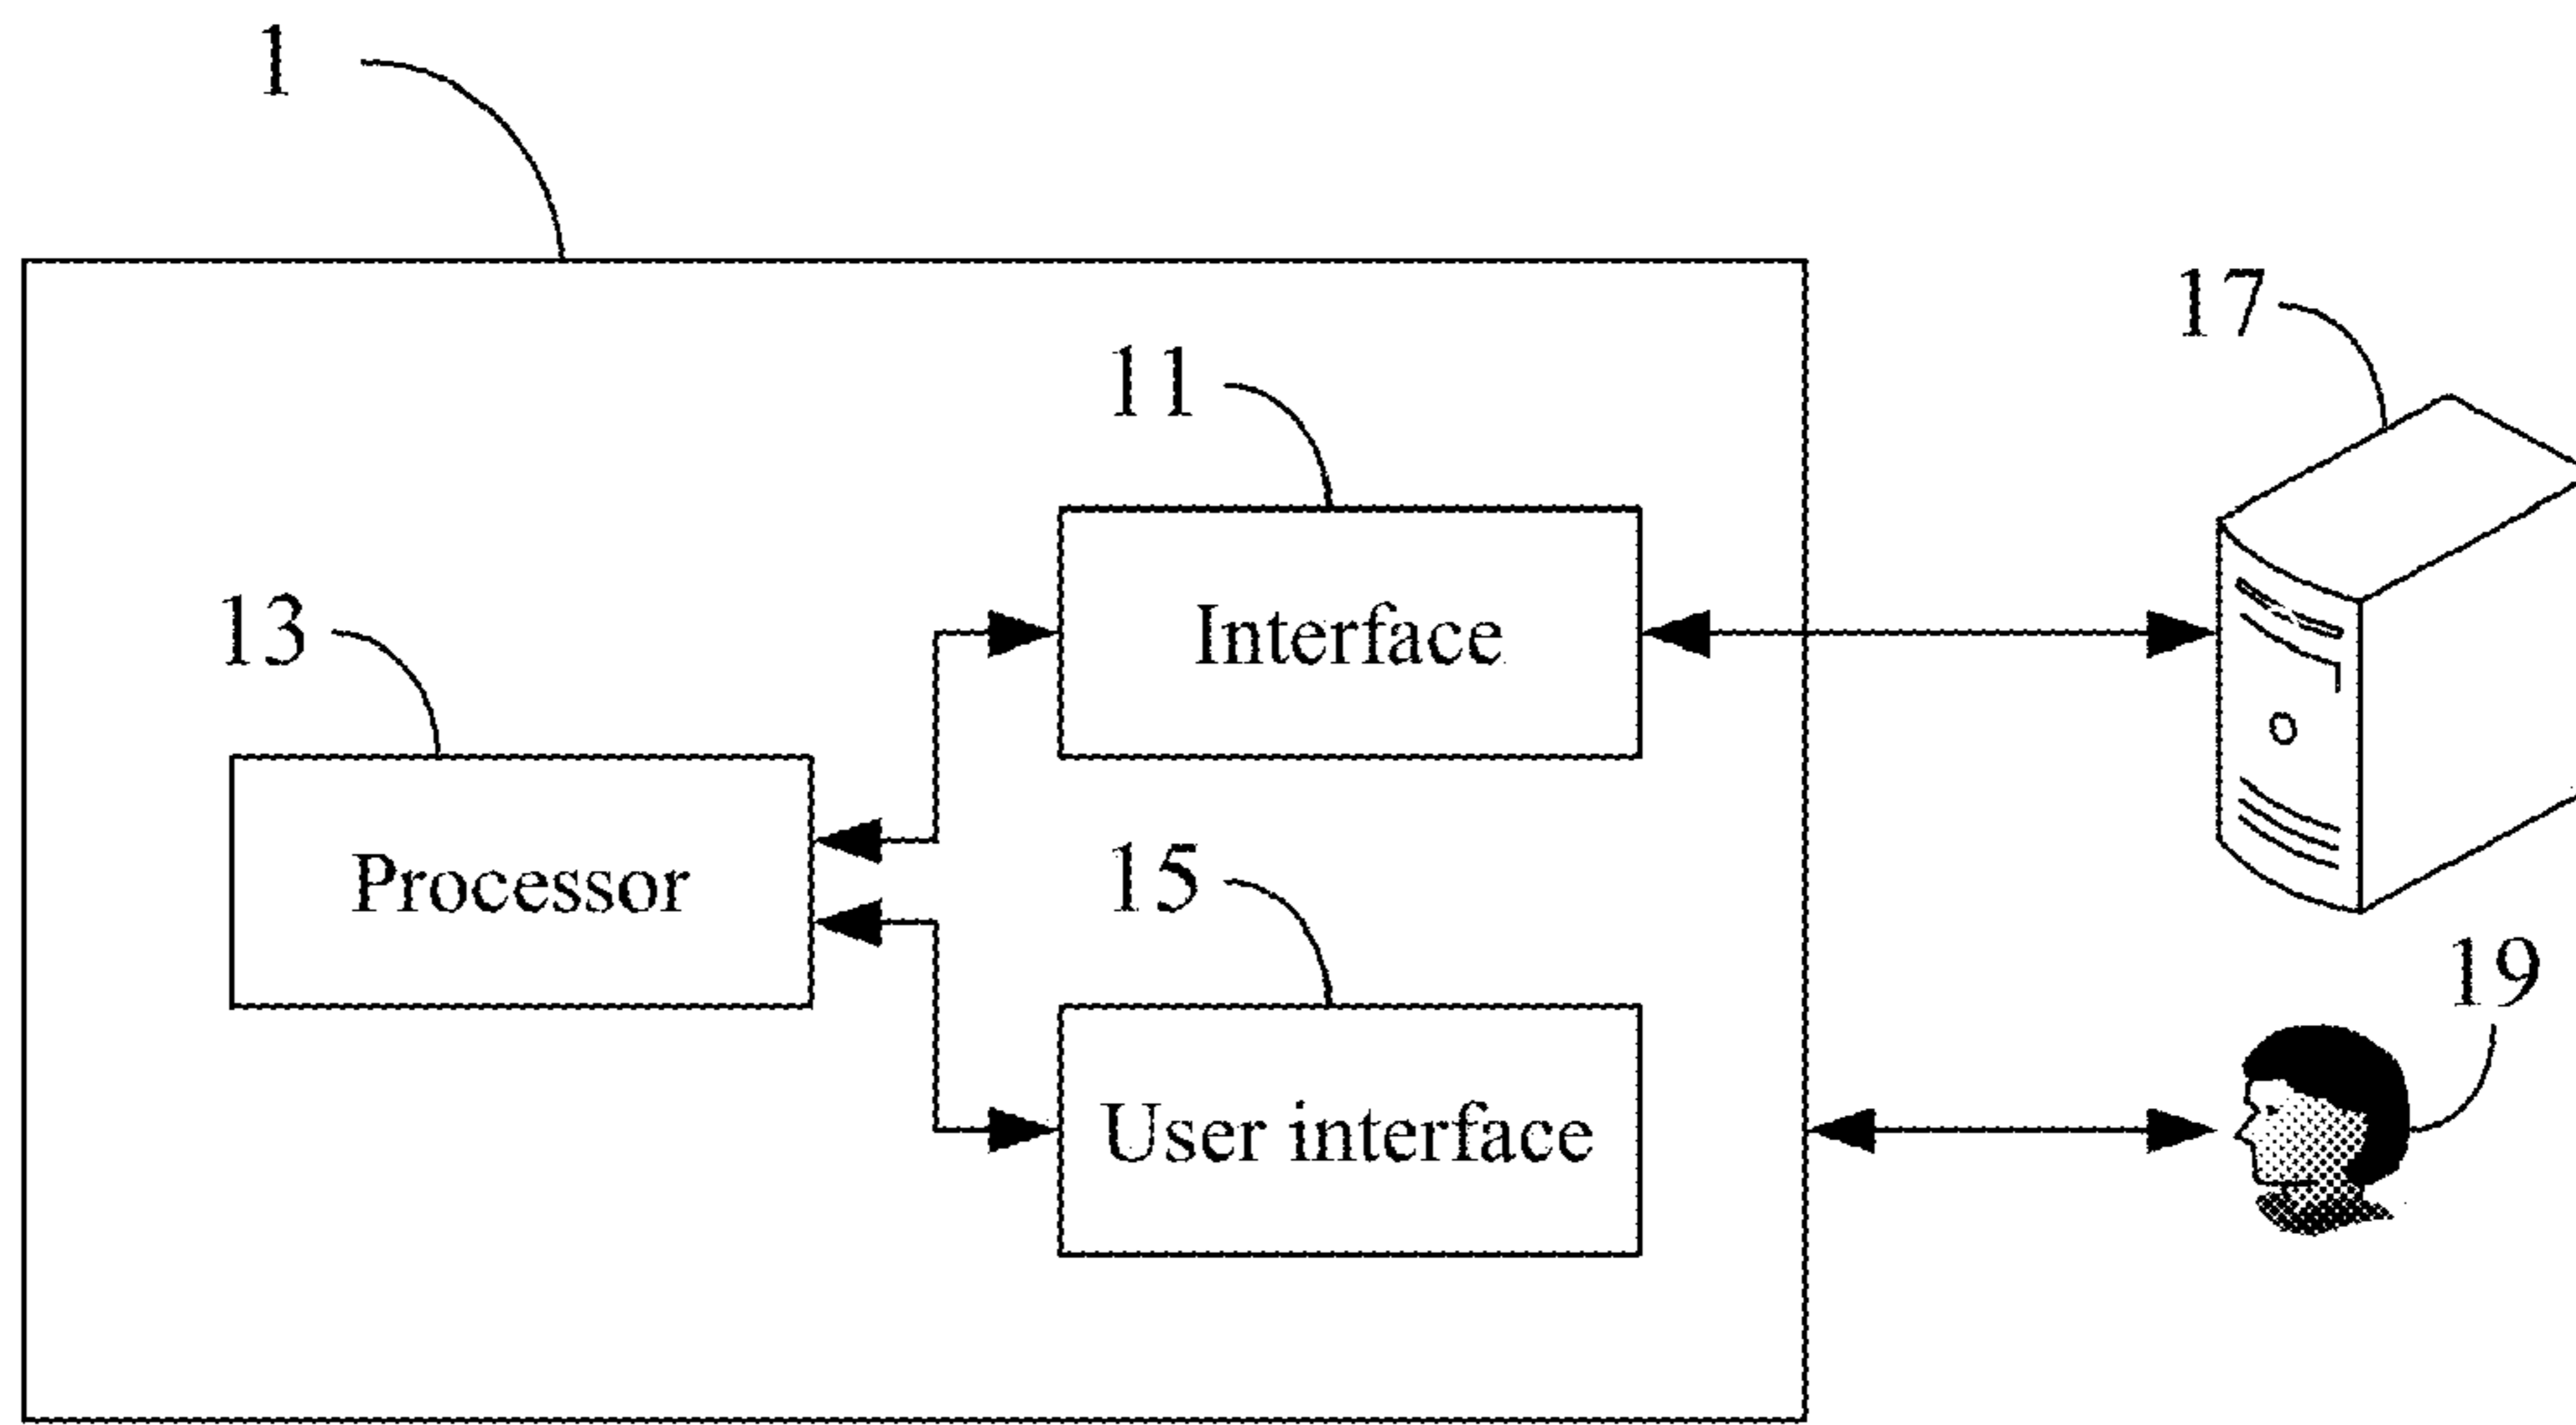 1
17
11
Interface
13
Processor
15
19
User interface